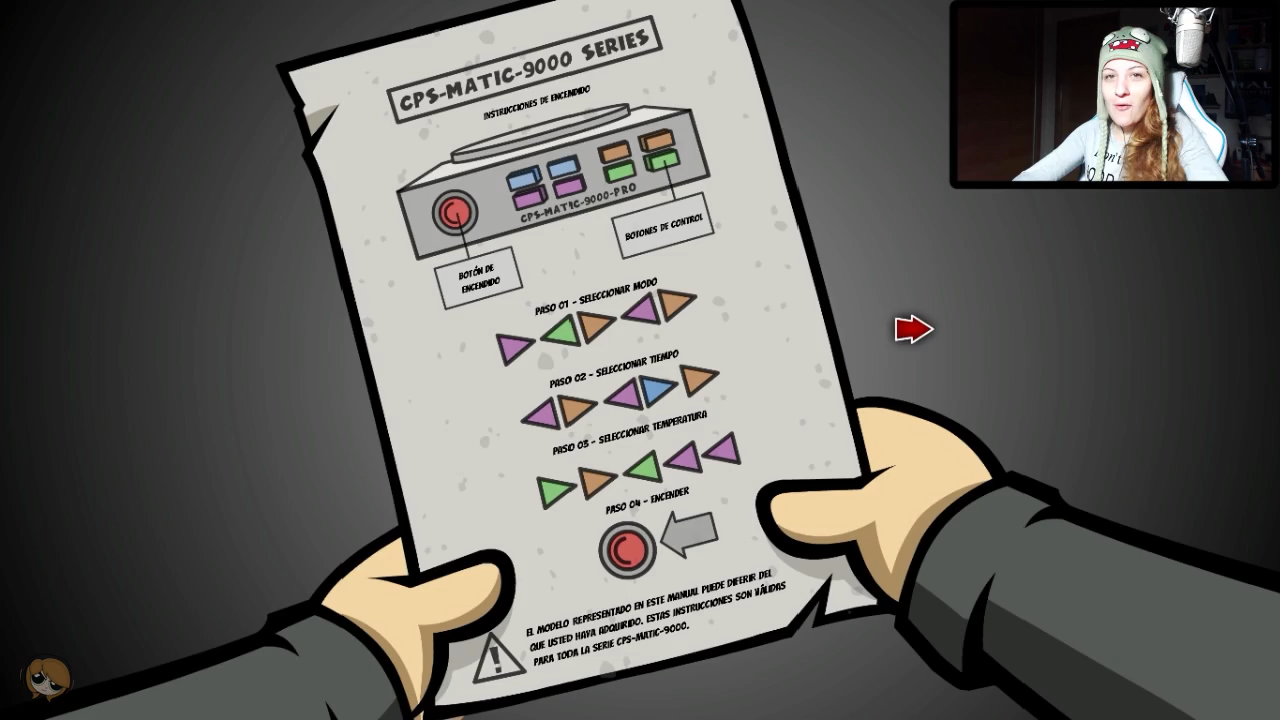 CPS-MATIC-9000 SERIES
INSTRUCCIONES DE ENCENDIDO
CPS-MATIC-9000-PRO
BOTÓN DE
ENCENDIDO
BOTONES DE CONTROL
PASO 01 - SELECCIONAR MODO
PASO 02 - SELECCIONAR TIEMPO
PASO 03 - SELECCIONAR TEMPERATURA
PASO 04 - ENCENDER
EL MODELO REPRESENTADO EN ESTE MANUAL PUEDE DIFERIR DEL
QUE USTED HAYA ADQUIRIDO. ESTAS INSTRUCCIONES SON VÁLIDAS
PARA TODA LA SERIE CPS-MATIC-9000.